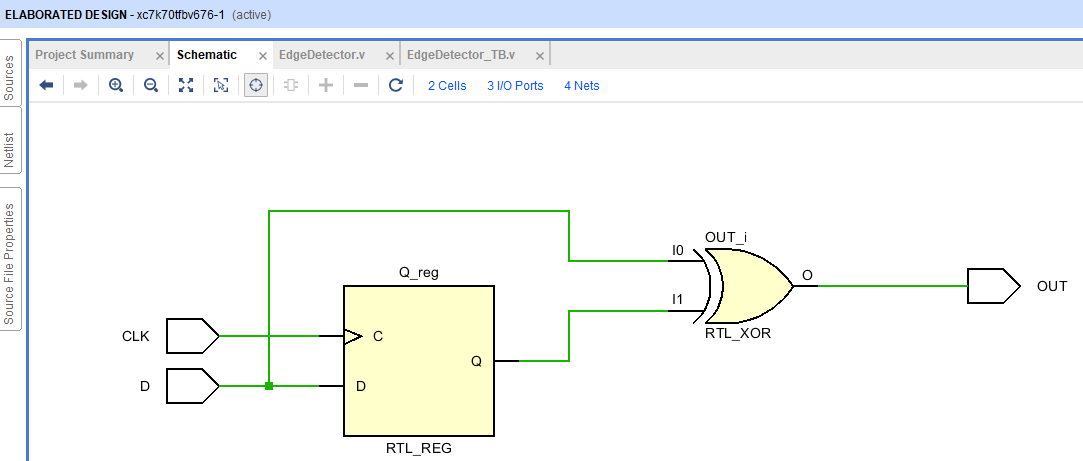 ELABORATED DESIGN - xc7k70tfbv676-1 (active)
Sources
Netlist
Source File Properties
Project Summary × Schematic × EdgeDetector.v × EdgeDetector_TB.v ×
2 Cells 3 I/O Ports 4 Nets
OUT_i
I0
O
I1
OUT
RTL_XOR
Q_reg
CLK
C
Q
D
D
RTL_REG